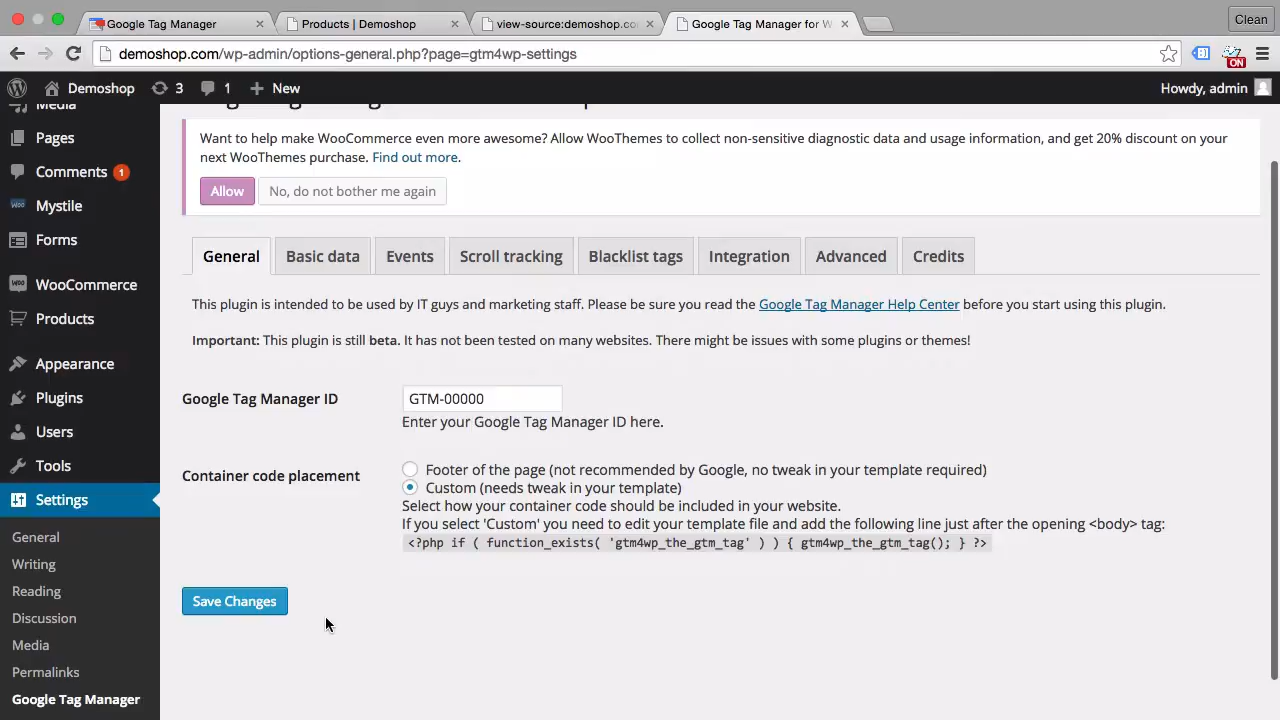 Google Tag Manager
Products | Demoshop
view-source:demoshop.co
Google Tag Manager for W
Clean
demoshop.com/wp-admin/options-general.php?page=gtm4wp-settings
ON
Demoshop 3 1 + New
Howdy, admin
Media
Pages
Comments 1
Mystile
Forms
WooCommerce
Products
Appearance
Plugins
Users
Tools
Settings
General
Writing
Reading
Discussion
Media
Permalinks
Google Tag Manager
Want to help make WooCommerce even more awesome? Allow WooThemes to collect non-sensitive diagnostic data and usage information, and get 20% discount on your
next WooThemes purchase. Find out more.
Allow
No, do not bother me again
General
Basic data
Events
Scroll tracking
Blacklist tags
Integration
Advanced
Credits
This plugin is intended to be used by IT guys and marketing staff. Please be sure you read the Google Tag Manager Help Center before you start using this plugin.
Important: This plugin is still beta. It has not been tested on many websites. There might be issues with some plugins or themes!
Google Tag Manager ID
GTM-00000
Enter your Google Tag Manager ID here.
Container code placement
Footer of the page (not recommended by Google, no tweak in your template required)
Custom (needs tweak in your template)
Select how your container code should be included in your website.
If you select 'Custom' you need to edit your template file and add the following line just after the opening <body> tag:
<?php if ( function_exists( 'gtm4wp_the_gtm_tag' ) ) { gtm4wp_the_gtm_tag(); } ?>
Save Changes